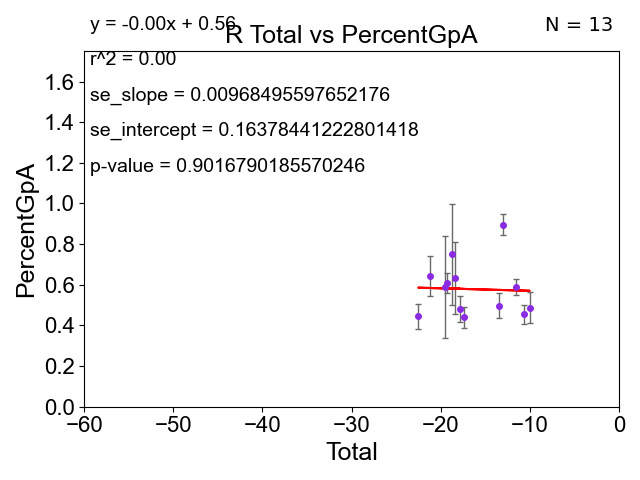 y = -0.00x + 0.56
N = 13
R Total vs PercentGpA
r^2 = 0.00
se_slope = 0.00968495597652176
se_intercept = 0.16378441222801418
p-value = 0.9016790185570246
PercentGpA
1.6
1.4
1.2
1.0
0.8
0.6
0.4
0.2
0.0
−60 −50 −40 −30 −20 −10 0
Total